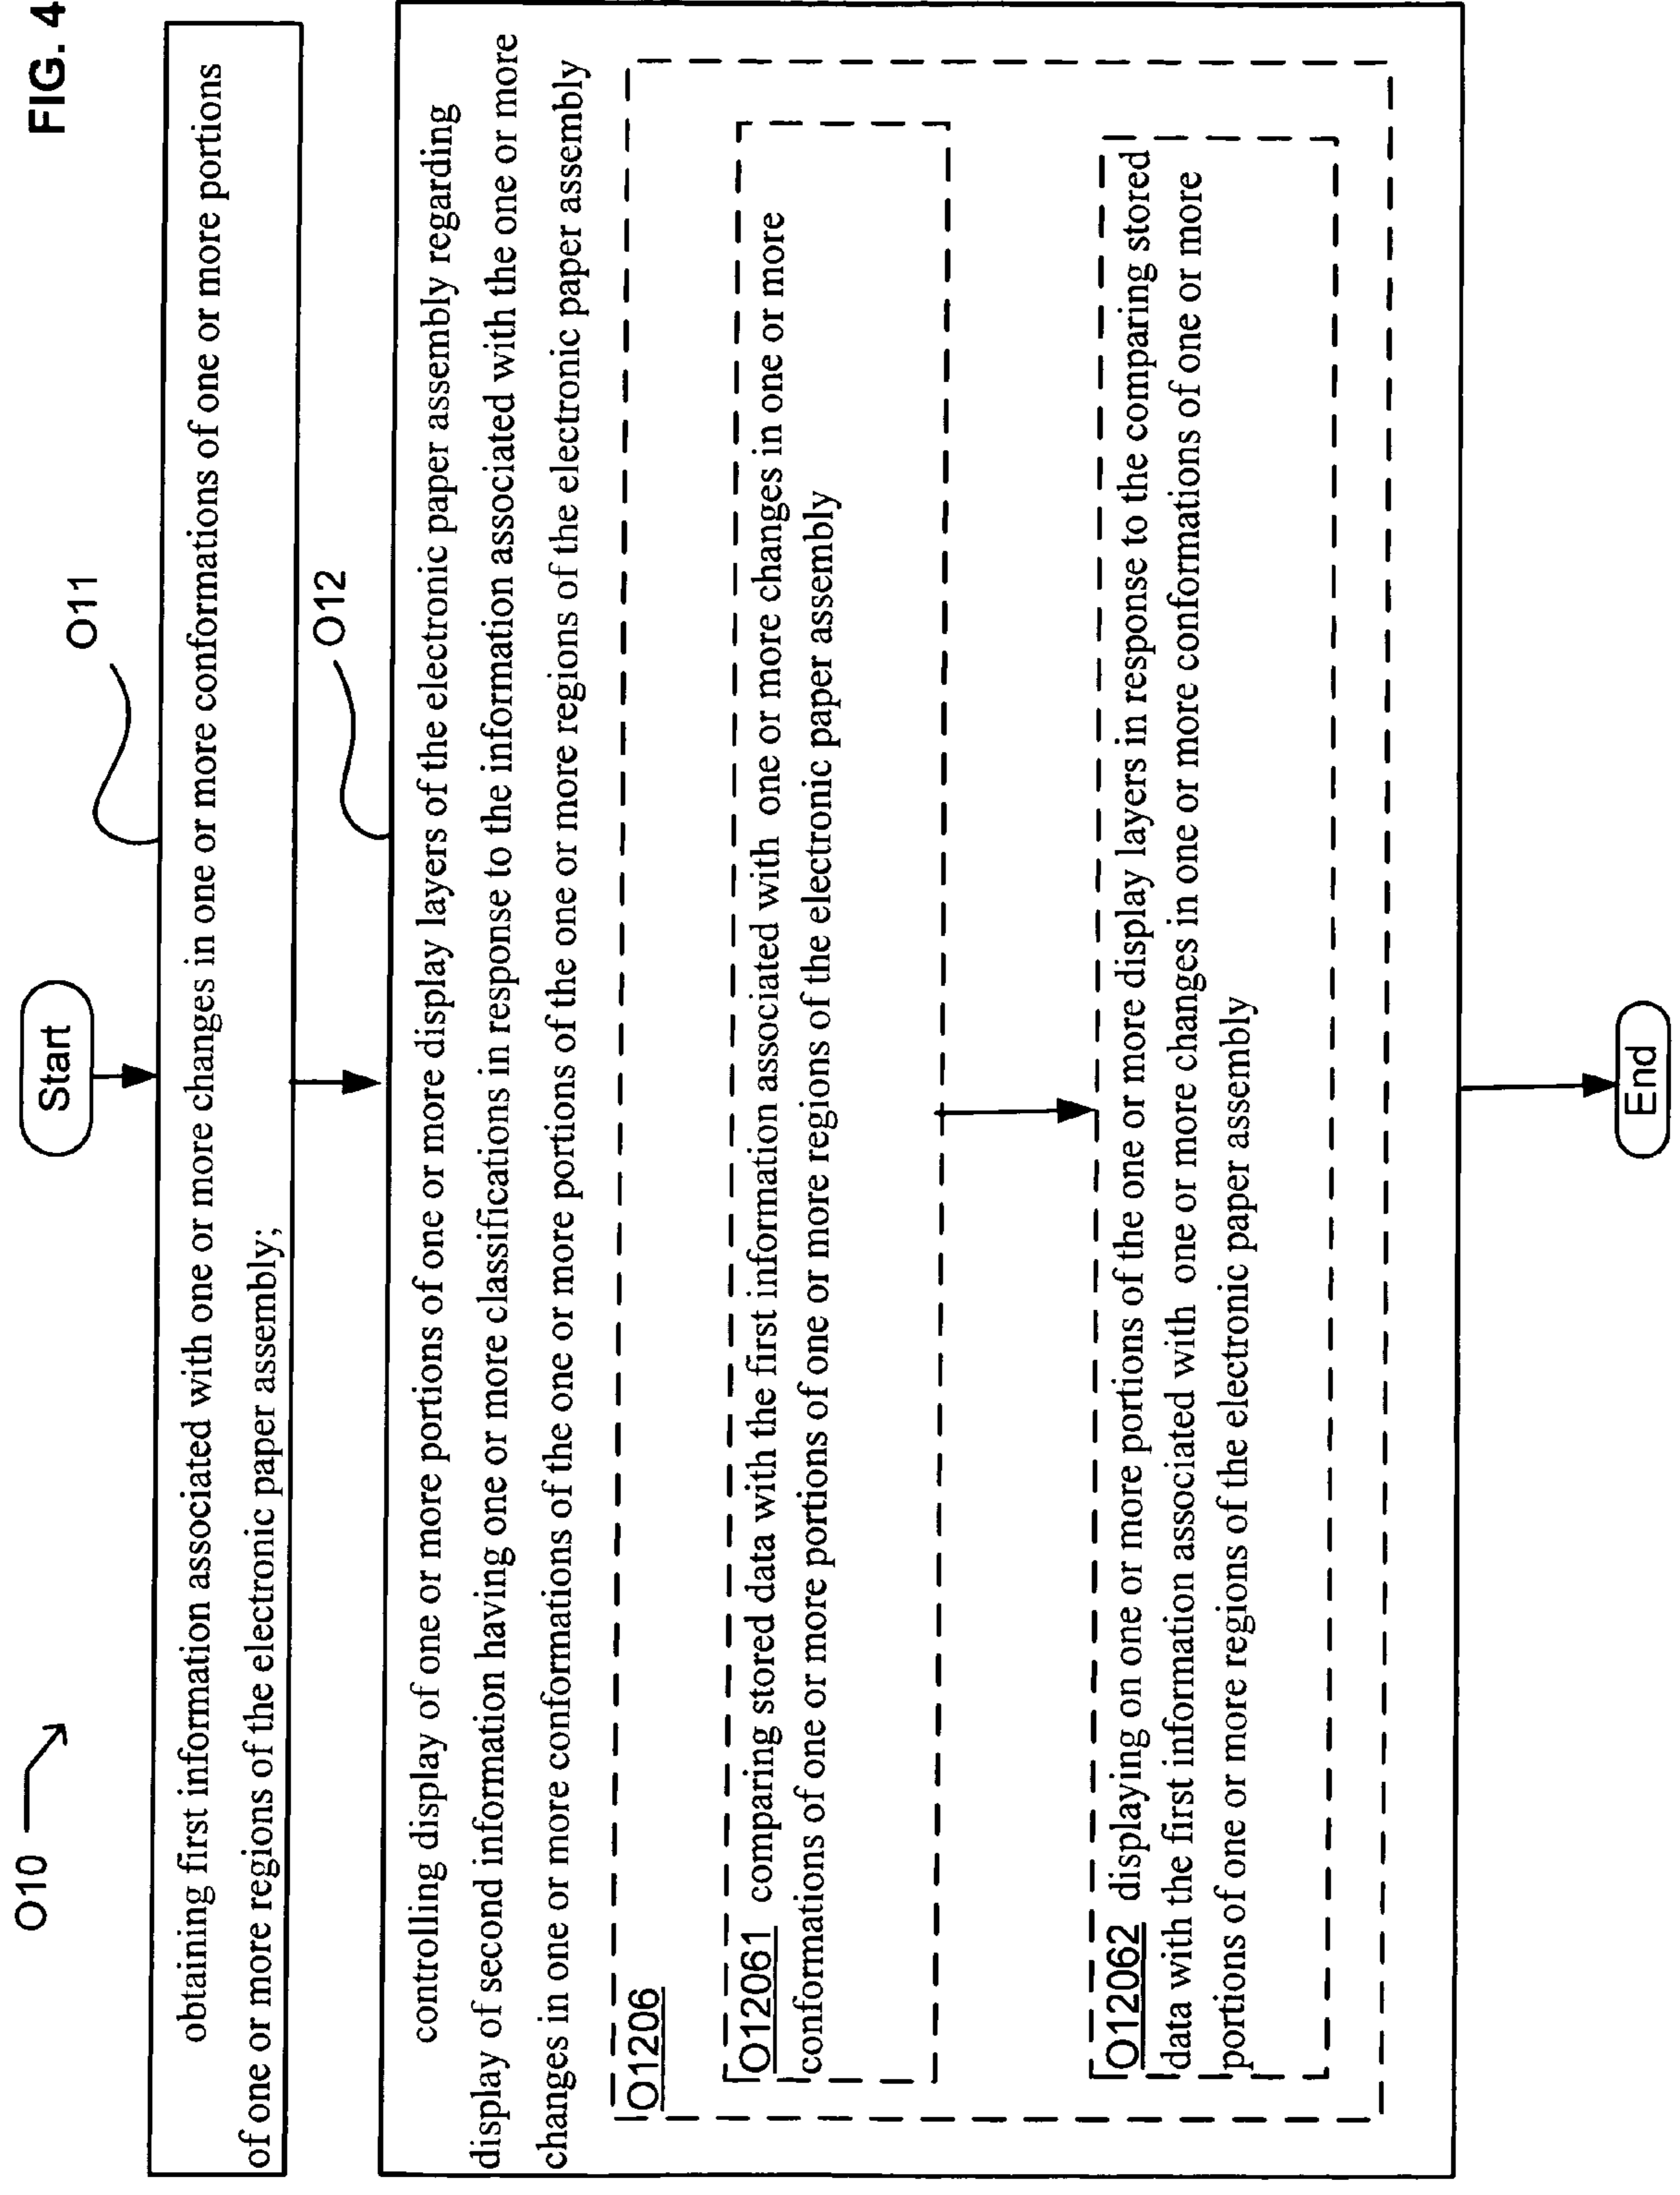 FIG. 4
O10
Start
O11
obtaining first information associated with one or more changes in one or more conformations of one or more portions
of one or more regions of the electronic paper assembly;
O12
controlling display of one or more portions of one or more display layers of the electronic paper assembly regarding
display of second information having one or more classifications in response to the information associated with the one or more
changes in one or more conformations of the one or more portions of the one or more regions of the electronic paper assembly
O1206
O12061 comparing stored data with the first information associated with one or more changes in one or more
conformations of one or more portions of one or more regions of the electronic paper assembly
O12062 displaying on one or more portions of the one or more display layers in response to the comparing stored
data with the first information associated with one or more changes in one or more conformations of one or more
portions of one or more regions of the electronic paper assembly
End